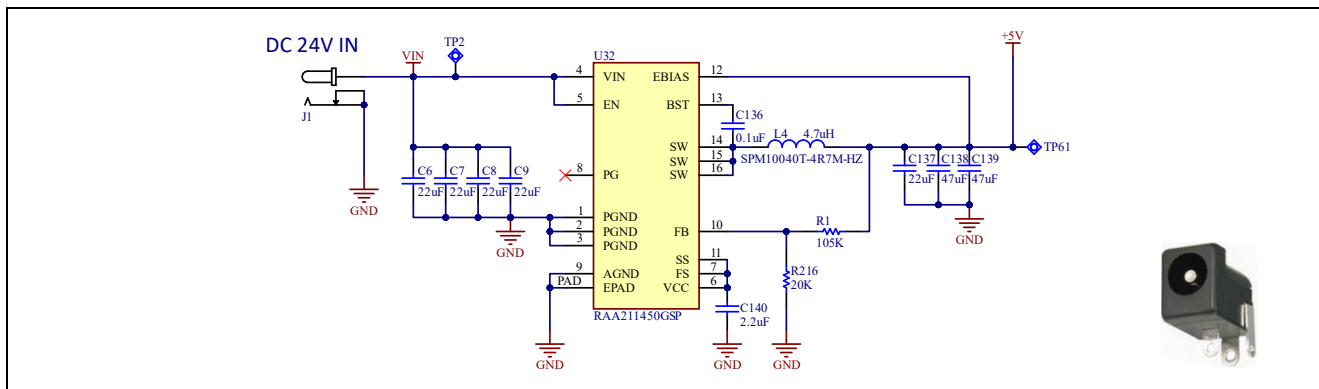 DC 24V IN
J1
VIN
TP2
GND
C6
22uF
C7
22uF
C8
22uF
C9
22uF
GND
U32
4 VIN
5 EN
8 PG
1 PGND
2 PGND
3 PGND
9 AGND
PAD EPAD
EBIAS 12
BST 13
SW 14
SW 15
SW 16
FB 10
SS 11
FS 7
VCC 6
RAA211450GSP
GND
C136
0.1uF
L4 4.7uH
SPM10040T-4R7M-HZ
R1
105K
R216
20K
C140
2.2uF
GND
GND
+5V
TP61
C137
22uF
C138
47uF
C139
47uF
GND